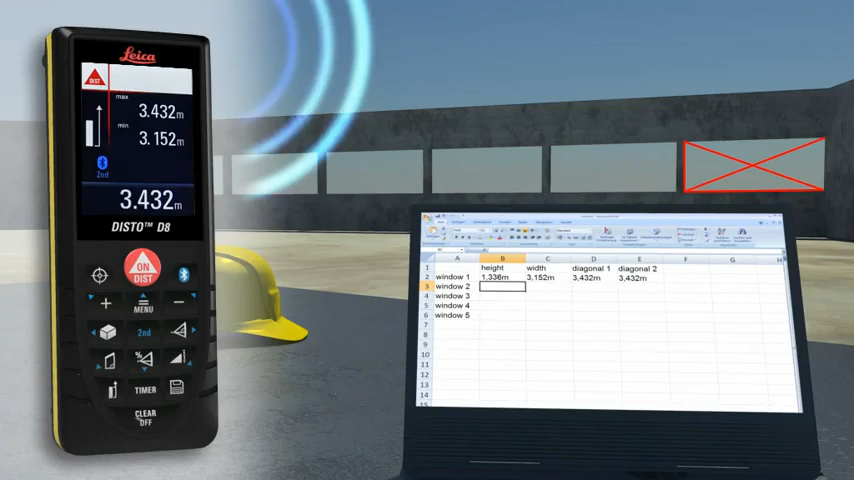 Leica
DIST
max
3.432m
min
3.152m
2nd
3.432m
DISTO™ D8
ON
DIST
MENU
2nd
%
TIMER
CLEAR
OFF
A B C D E F G H
1 height width diagonal 1 diagonal 2
2 window 1 1,336m 3,152m 3,432m 3,432m
3 window 2
4 window 3
5 window 4
6 window 5
7
8
9
10
11
12
13
14
15